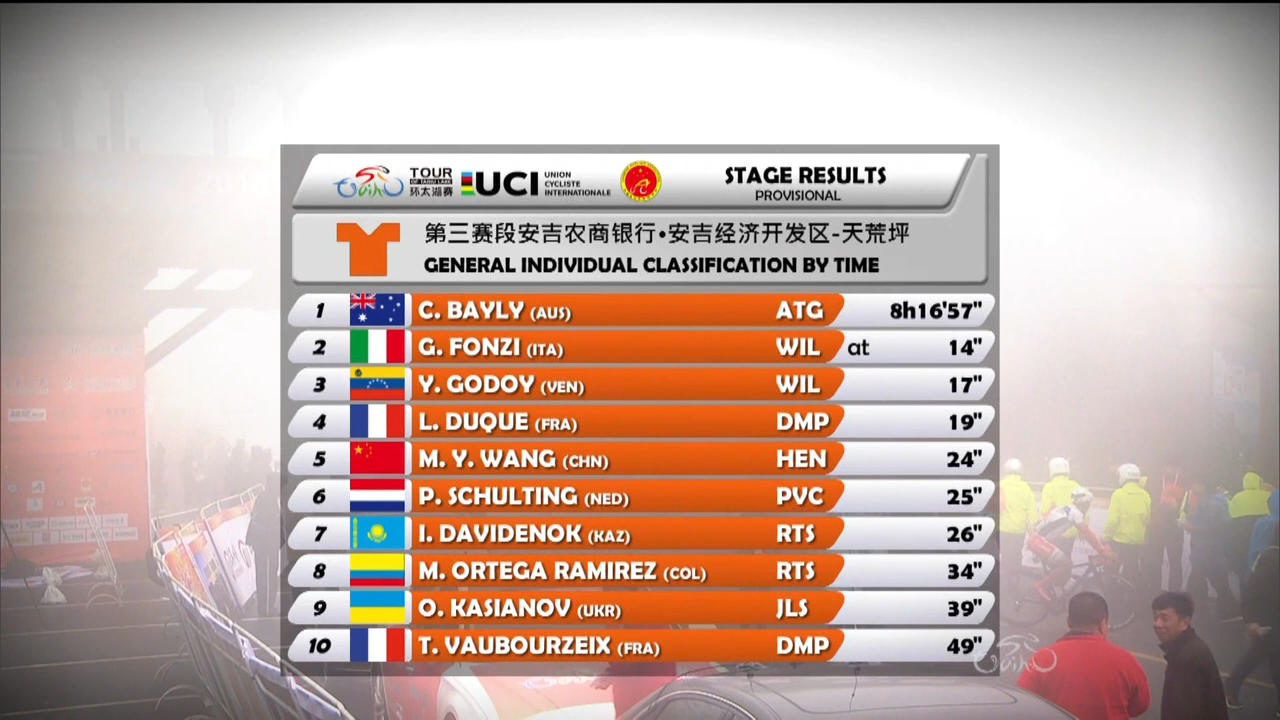 TOUR
OF TAIHU LAKE
环太湖赛
UCI
UNION
CYCLISTE
INTERNATIONALE
STAGE RESULTS
PROVISIONAL
第三赛段安吉农商银行•安吉经济开发区-天荒坪
GENERAL INDIVIDUAL CLASSIFICATION BY TIME
1 C. BAYLY (AUS) ATG 8h16'57"
2 G. FONZI (ITA) WIL at 14"
3 Y. GODOY (VEN) WIL 17"
4 L. DUQUE (FRA) DMP 19"
5 M. Y. WANG (CHN) HEN 24"
6 P. SCHULTING (NED) PVC 25"
7 I. DAVIDENOK (KAZ) RTS 26"
8 M. ORTEGA RAMIREZ (COL) RTS 34"
9 O. KASIANOV (UKR) JLS 39"
10 T. VAUBOURZEIX (FRA) DMP 49"